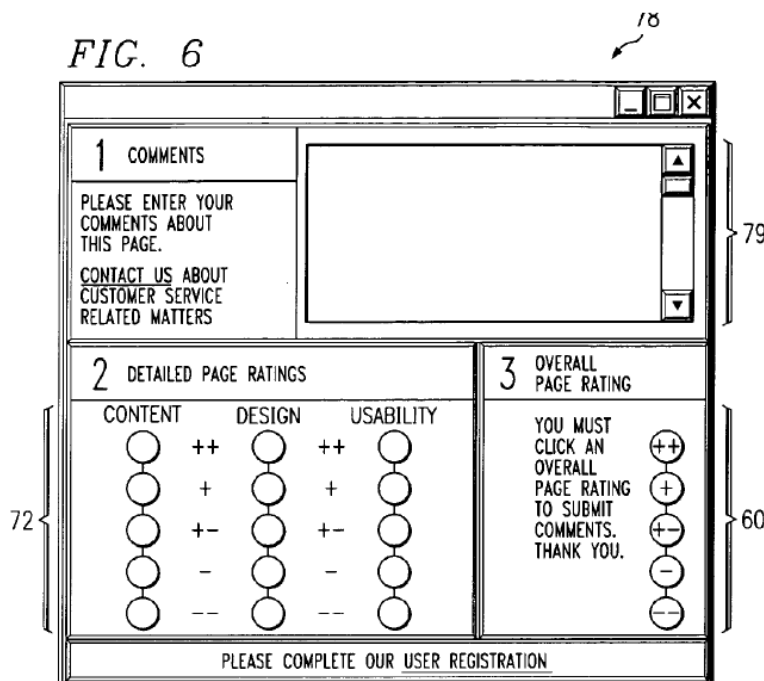 FIG. 6
78
1 COMMENTS
PLEASE ENTER YOUR
COMMENTS ABOUT
THIS PAGE.
CONTACT US ABOUT
CUSTOMER SERVICE
RELATED MATTERS
79
2 DETAILED PAGE RATINGS
CONTENT DESIGN USABILITY
++ ++
+ +
+- +-
- -
-- --
72
3 OVERALL
PAGE RATING
YOU MUST
CLICK AN
OVERALL
PAGE RATING
TO SUBMIT
COMMENTS.
THANK YOU.
++
+
+-
-
--
60
PLEASE COMPLETE OUR USER REGISTRATION